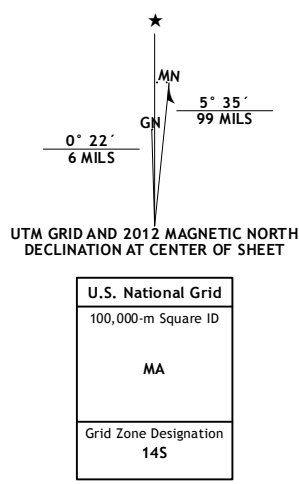 ★
MN
5° 35´
99 MILS
GN
0° 22´
6 MILS
UTM GRID AND 2012 MAGNETIC NORTH
DECLINATION AT CENTER OF SHEET
U.S. National Grid
100,000-m Square ID
MA
Grid Zone Designation
14S